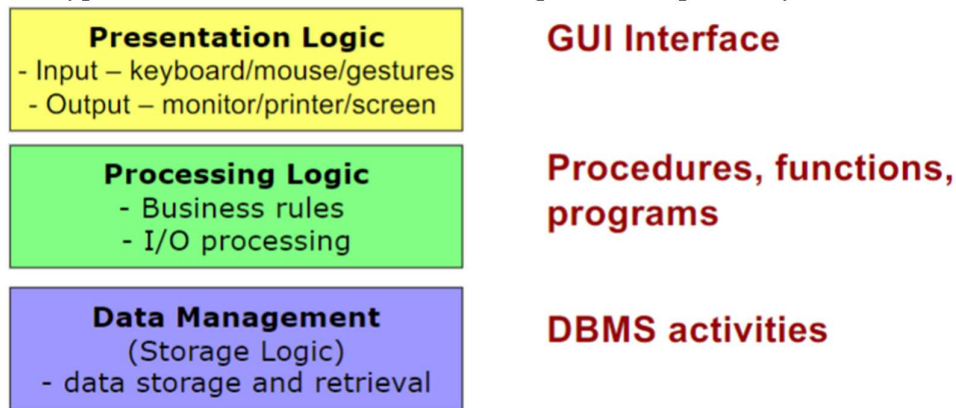 Presentation Logic
- Input – keyboard/mouse/gestures
- Output – monitor/printer/screen
GUI Interface
Processing Logic
- Business rules
- I/O processing
Procedures, functions,
programs
Data Management
(Storage Logic)
- data storage and retrieval
DBMS activities